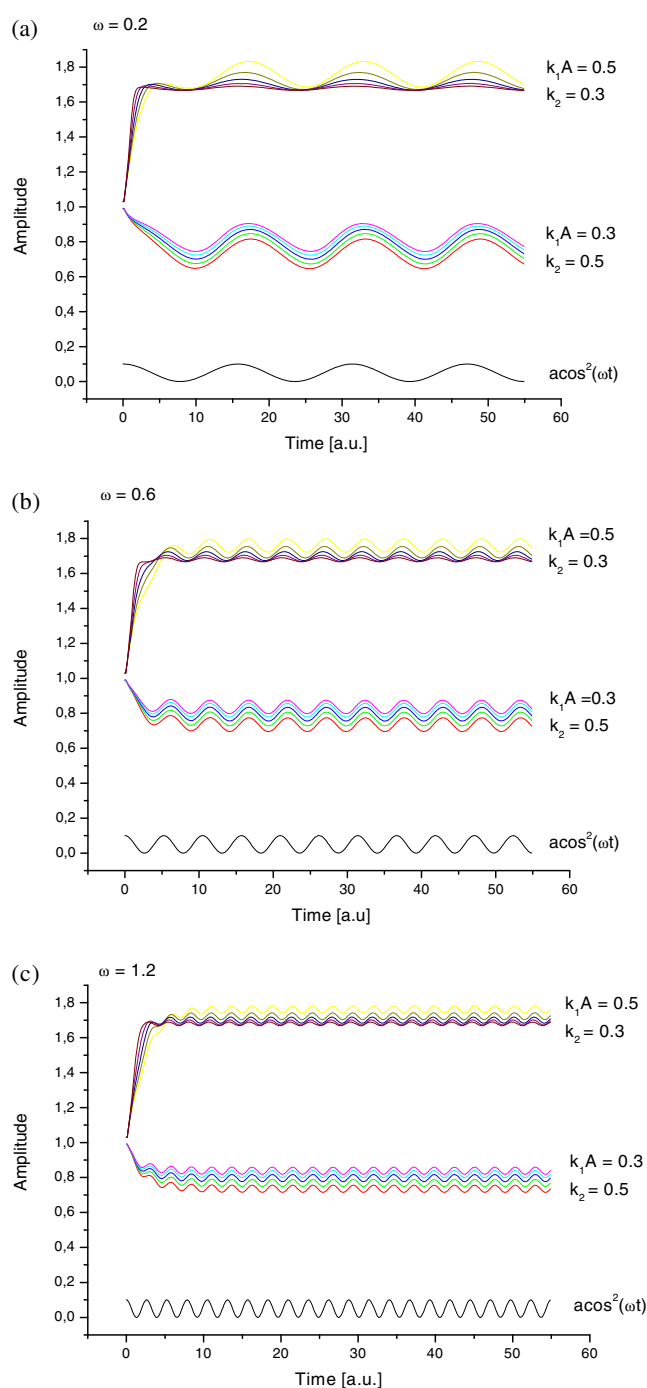 (a)
ω = 0.2
1,8
1,6
1,4
1,2
1,0
0,8
0,6
0,4
0,2
0,0
Amplitude
k₁A = 0.5
k₂ = 0.3
k₁A = 0.3
k₂ = 0.5
acos²(ωt)
0 10 20 30 40 50 60
Time [a.u.]
(b)
ω = 0.6
1,8
1,6
1,4
1,2
1,0
0,8
0,6
0,4
0,2
0,0
Amplitude
k₁A =0.5
k₂ = 0.3
k₁A =0.3
k₂ = 0.5
acos²(ωt)
0 10 20 30 40 50 60
Time [a.u]
(c)
ω = 1.2
1,8
1,6
1,4
1,2
1,0
0,8
0,6
0,4
0,2
0,0
Amplitude
k₁A = 0.5
k₂ = 0.3
k₁A = 0.3
k₂ = 0.5
acos²(ωt)
0 10 20 30 40 50 60
Time [a.u.]